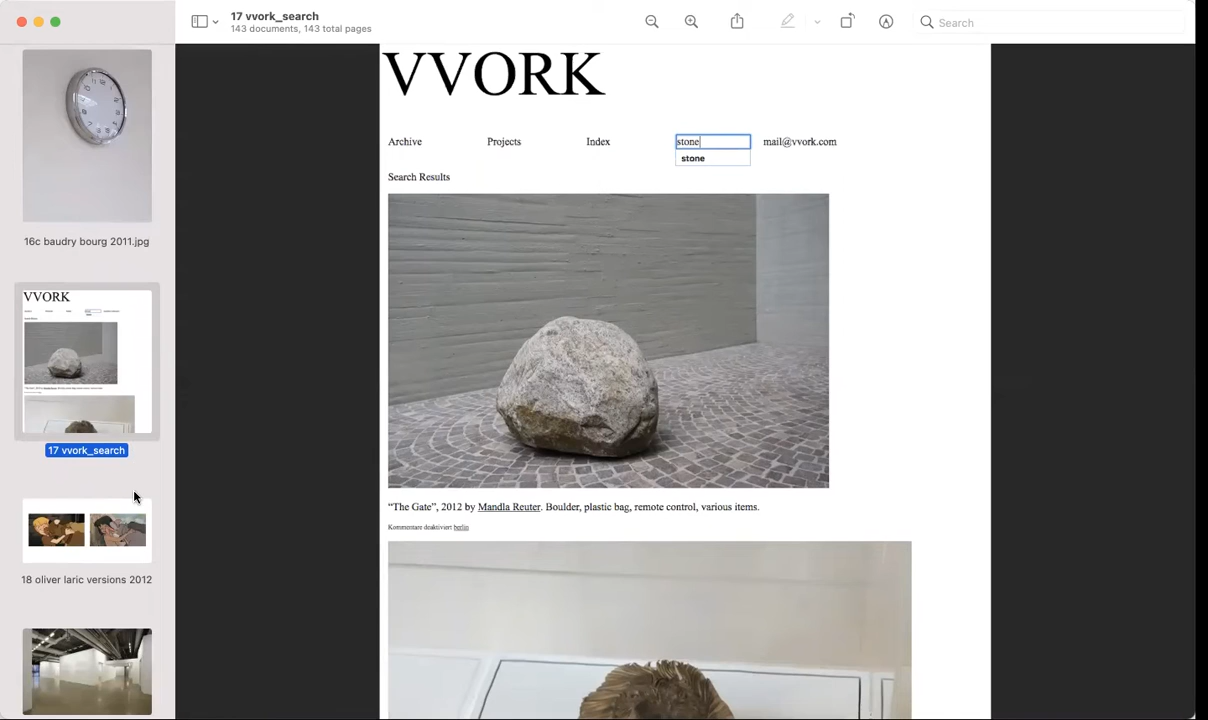 17 vvork_search
143 documents, 143 total pages
Search
16c baudry bourg 2011.jpg
17 vvork_search
18 oliver laric versions 2012
VVORK
Archive Projects Index stone mail@vvork.com
stone
Search Results
“The Gate”, 2012 by Mandla Reuter. Boulder, plastic bag, remote control, various items.
Kommentare deaktiviert berlin
VVORK